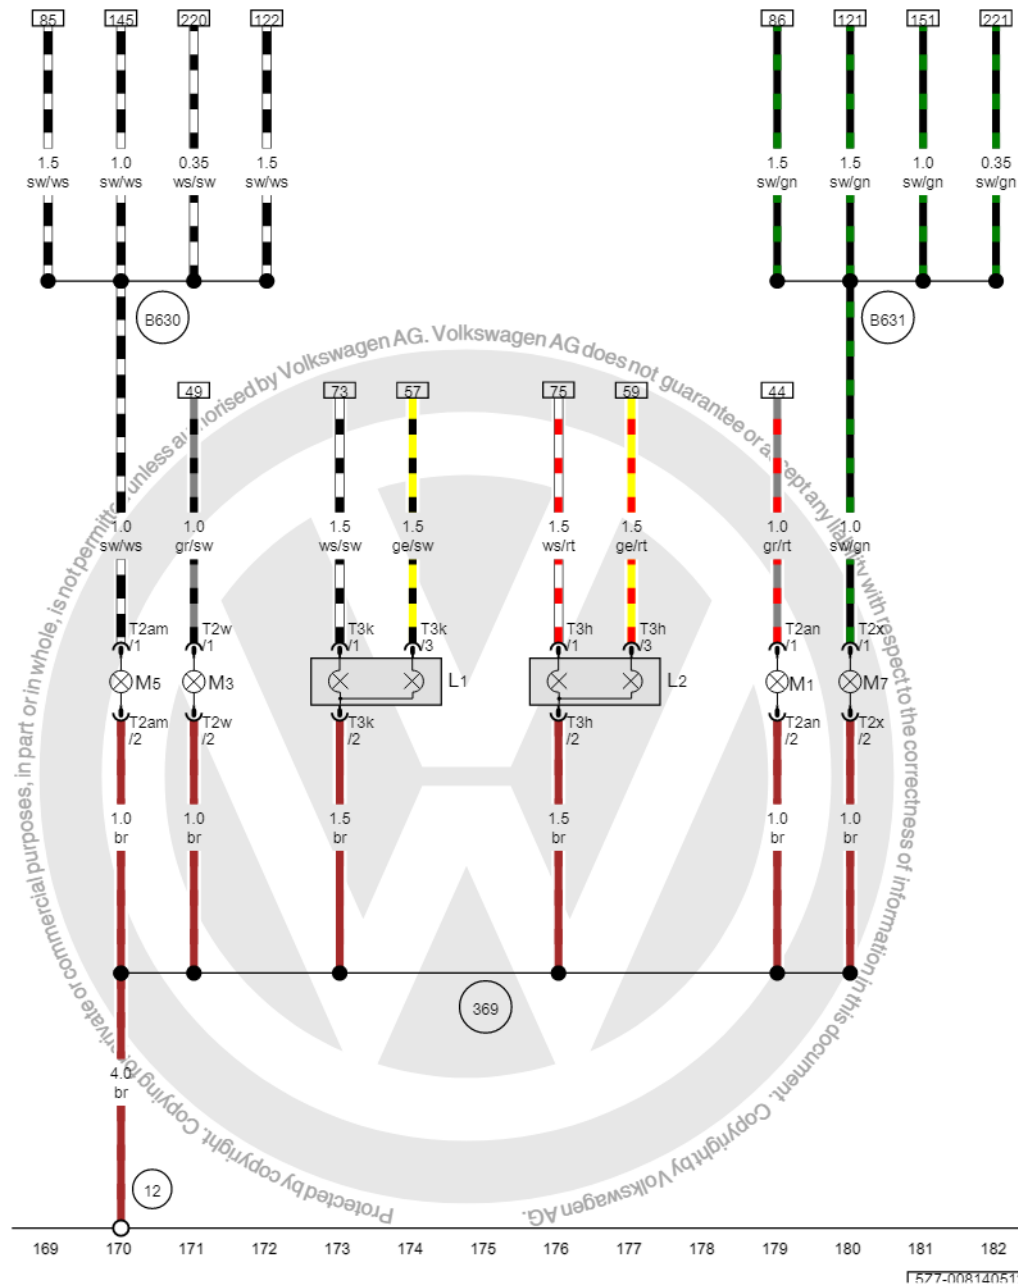 85 145 220 122 86 121 151 221
1.5 1.0 0.35 1.5 1.5 1.5 1.0 0.35
sw/ws sw/ws ws/sw sw/ws sw/gn sw/gn sw/gn sw/gn
B630 B631
49 73 57 75 59 44
1.0 1.0 1.5 1.5 1.5 1.5 1.0 1.0
sw/ws gr/sw ws/sw ge/sw ws/rt ge/rt gr/rt sw/gn
T2am T2w T3k T3k T3h T3h T2an T2x
/1 /1 /1 /3 /1 /3 /1 /1
M5 M3 L1 L2 M1 M7
T2am T2w T3k T3h T2an T2x
/2 /2 /2 /2 /2 /2
1.0 1.0 1.5 1.5 1.0 1.0
br br br br br br
369
4.0
br
12
169 170 171 172 173 174 175 176 177 178 179 180 181 182
5Z7-00814051
Protected by copyright. Copying for private or commercial purposes, in part or in whole, is not permitted unless authorised by Volkswagen AG. Volkswagen AG does not guarantee or accept any liability with respect to the correctness of information in this document. Copyright by Volkswagen AG.